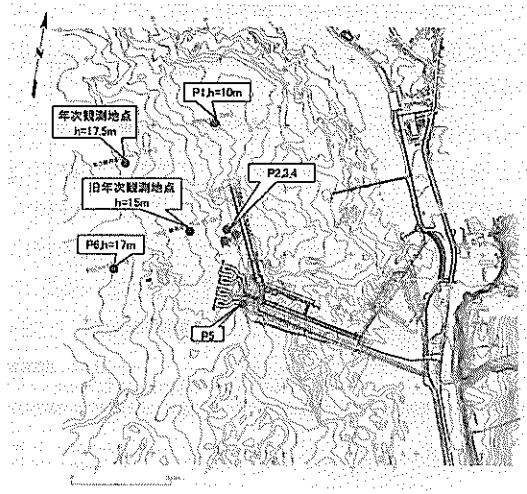 N
P1,h=10m
年次観測地点
h=17.5m
旧年次観測地点
h=15m
P2,3,4
P6,h=17m
P5